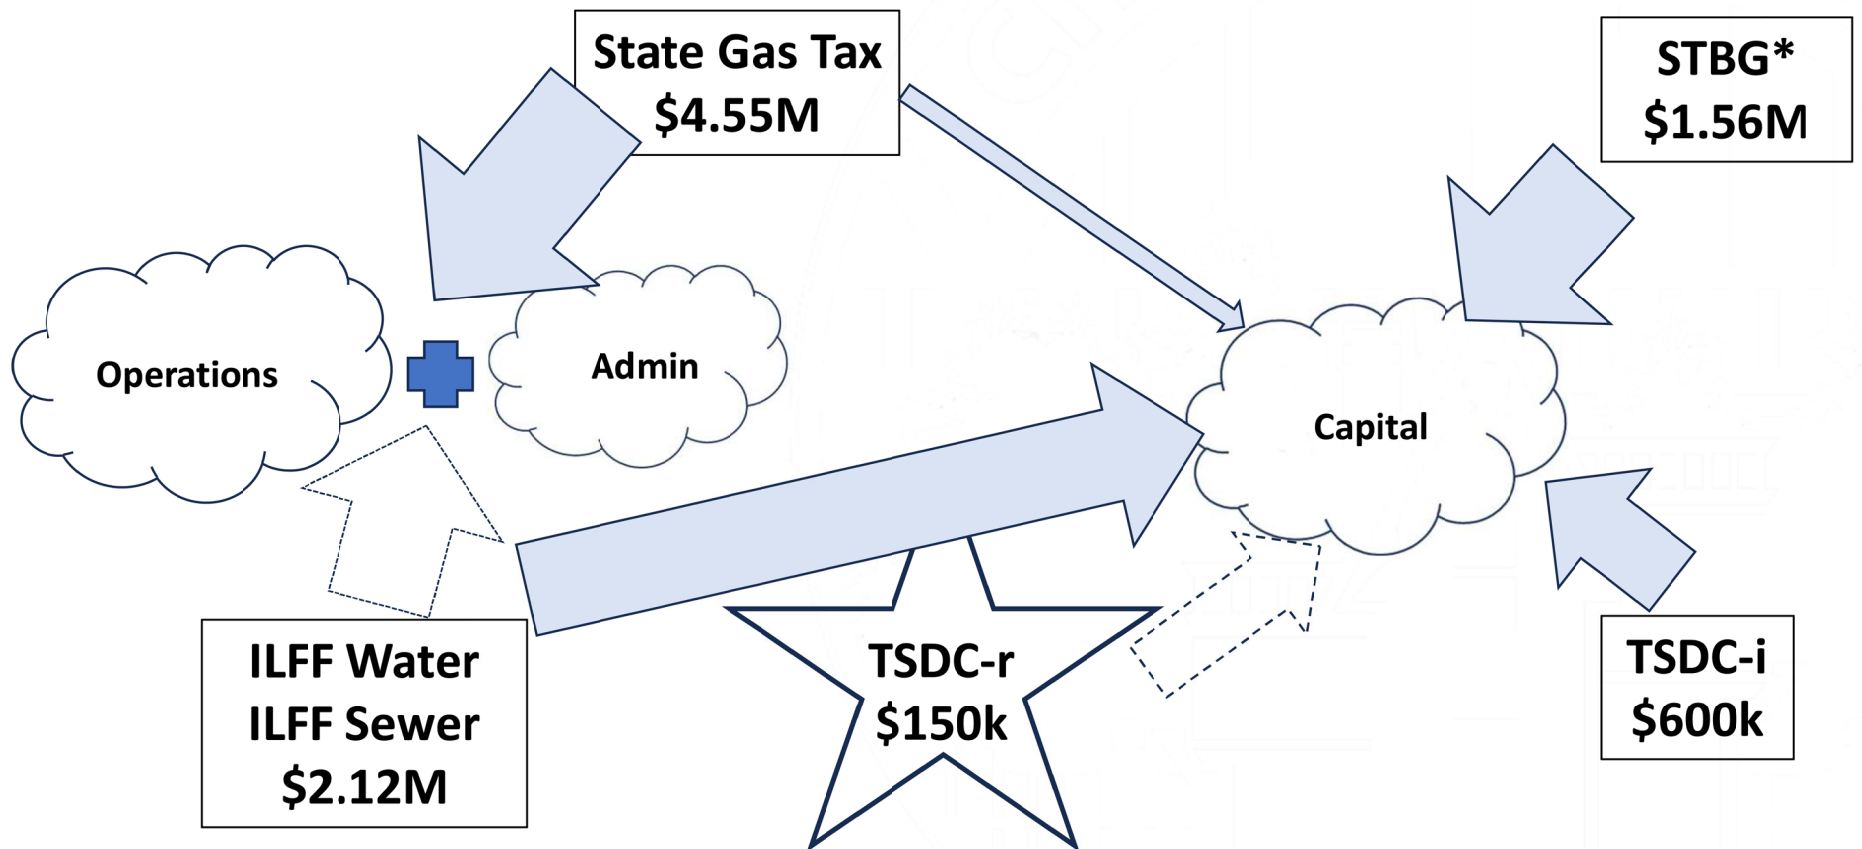 State Gas Tax
$4.55M
STBG*
$1.56M
Operations
Admin
Capital
ILFF Water
ILFF Sewer
$2.12M
TSDC-r
$150k
TSDC-i
$600k